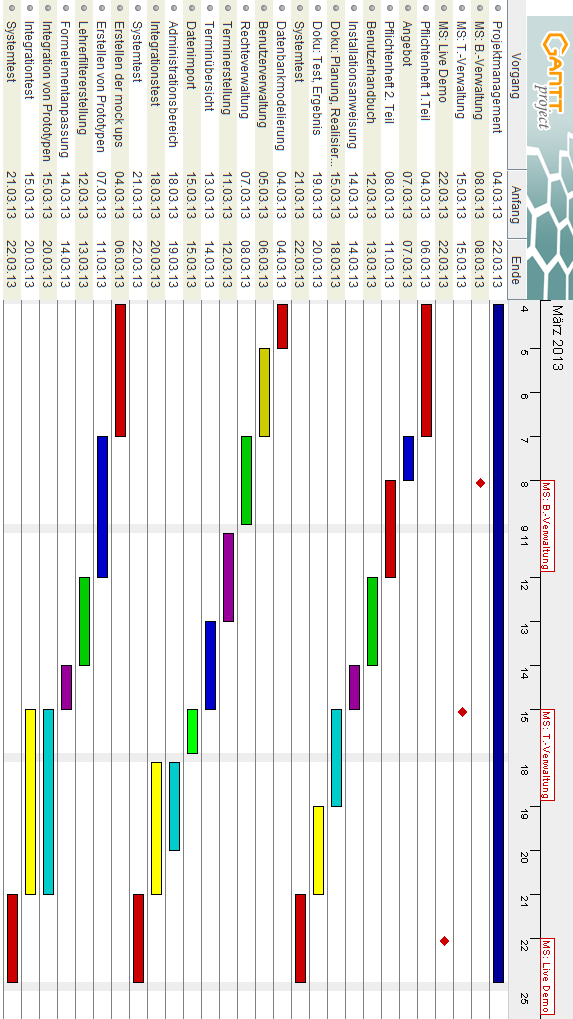 GANTT
project
März 2013
Vorgang Anfang Ende
4 5 6 7 8 9 11 12 13 14 15 18 19 20 21 22 25
MS: B.-Verwaltung
MS: T.-Verwaltung
MS: Live Demo
Projektmanagement 04.03.13 22.03.13
MS: B.-Verwaltung 08.03.13 08.03.13
MS: T.-Verwaltung 15.03.13 15.03.13
MS: Live Demo 22.03.13 22.03.13
Pflichtenheft 1.Teil 04.03.13 06.03.13
Angebot 07.03.13 07.03.13
Pflichtenheft 2. Teil 08.03.13 11.03.13
Benutzerhandbuch 12.03.13 13.03.13
Installationsanweisung 14.03.13 14.03.13
Doku: Planung, Realisier... 15.03.13 18.03.13
Doku: Test, Ergebnis 19.03.13 20.03.13
Systemtest 21.03.13 22.03.13
Datenbankmodellierung 04.03.13 04.03.13
Benutzerverwaltung 05.03.13 06.03.13
Rechteverwaltung 07.03.13 08.03.13
Terminerstellung 11.03.13 12.03.13
Terminübersicht 13.03.13 14.03.13
Datenimport 15.03.13 15.03.13
Administrationsbereich 18.03.13 19.03.13
Integrationstest 18.03.13 20.03.13
Systemtest 21.03.13 22.03.13
Erstellen der mock ups 04.03.13 06.03.13
Erstellen von Prototypen 07.03.13 11.03.13
Lehrerfiltererstellung 12.03.13 13.03.13
Formelementanpassung 14.03.13 14.03.13
Integration von Prototypen 15.03.13 20.03.13
Integrationtest 15.03.13 20.03.13
Systemtest 21.03.13 22.03.13